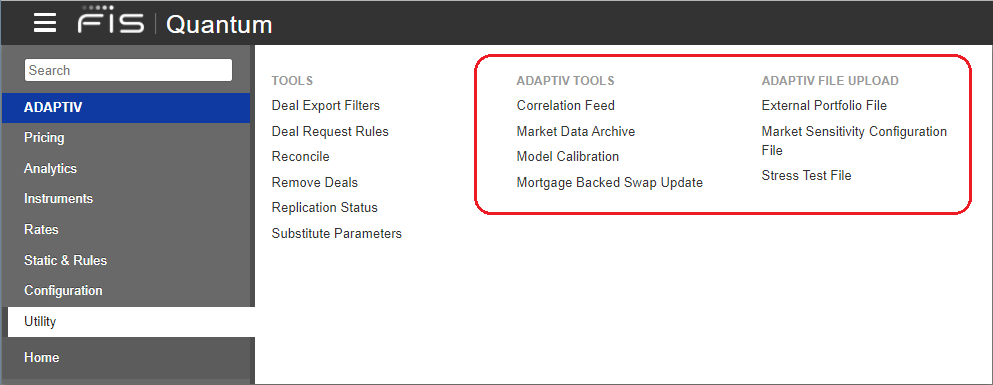 FIS Quantum
Search
ADAPTIV
Pricing
Analytics
Instruments
Rates
Static & Rules
Configuration
Utility
Home
TOOLS
Deal Export Filters
Deal Request Rules
Reconcile
Remove Deals
Replication Status
Substitute Parameters
ADAPTIV TOOLS
Correlation Feed
Market Data Archive
Model Calibration
Mortgage Backed Swap Update
ADAPTIV FILE UPLOAD
External Portfolio File
Market Sensitivity Configuration
File
Stress Test File